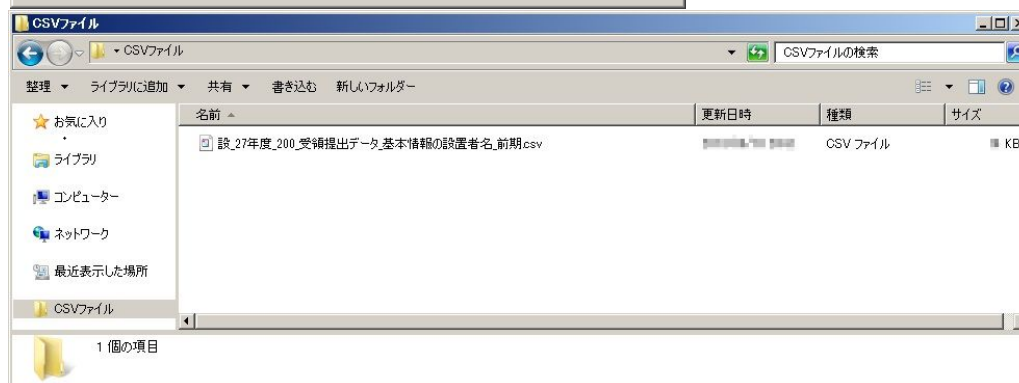 CSVファイル
CSVファイル
CSVファイルの検索
整理 ライブラリに追加 共有 書き込む 新しいフォルダー
お気に入り
ライブラリ
コンピューター
ネットワーク
最近表示した場所
CSVファイル
名前 更新日時 種類 サイズ
設_27年度_200_受領提出データ_基本情報の設置者名_前期.csv CSV ファイル KB
1 個の項目